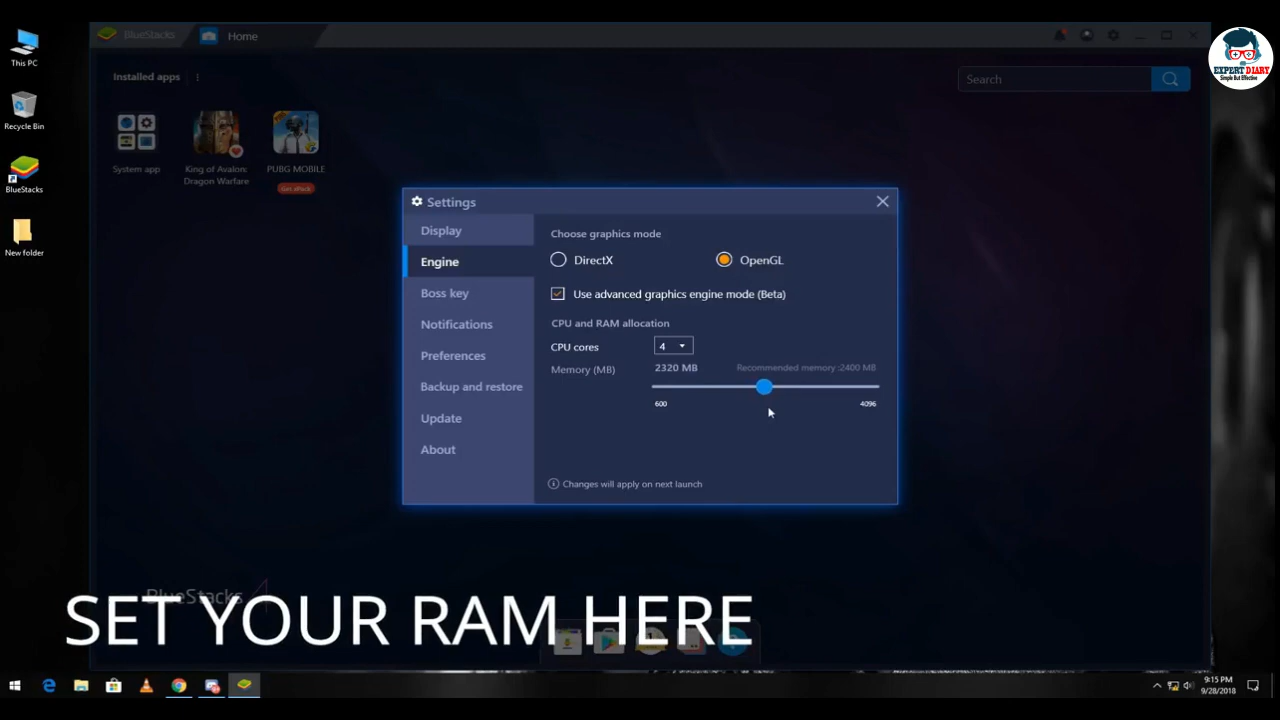 BlueStacks
Home
This PC
Recycle Bin
BlueStacks
New folder
EXPERT DIARY
Simple But Effective
Installed apps
Search
System app
King of Avalon:
Dragon Warfare
PUBG MOBILE
Get xPack
Settings
Display
Engine
Boss key
Notifications
Preferences
Backup and restore
Update
About
Choose graphics mode
DirectX
OpenGL
Use advanced graphics engine mode (Beta)
CPU and RAM allocation
CPU cores
4
Memory (MB)
2320 MB
Recommended memory :2400 MB
600
4096
Changes will apply on next launch
BlueStacks 4
SET YOUR RAM HERE
9:15 PM
9/28/2018